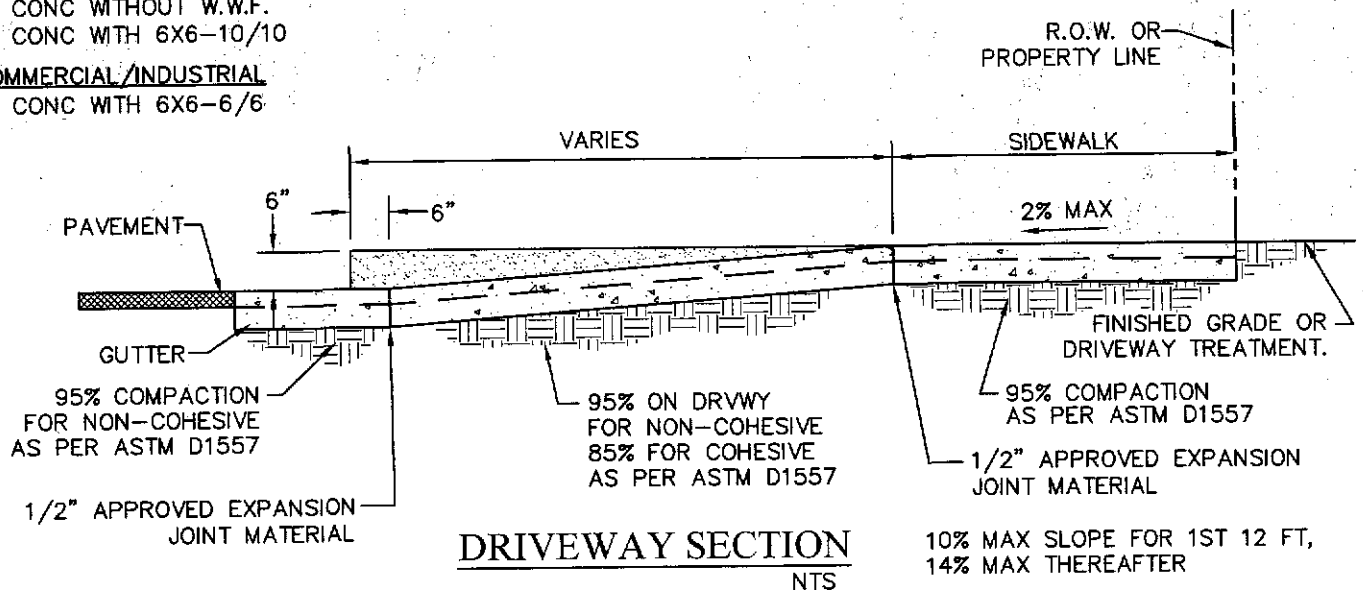 CONC WITHOUT W.W.F.
CONC WITH 6X6-10/10
OMMERCIAL/INDUSTRIAL
CONC WITH 6X6-6/6
R.O.W. OR
PROPERTY LINE
VARIES
SIDEWALK
6"
6"
2% MAX
PAVEMENT
GUTTER
FINISHED GRADE OR
DRIVEWAY TREATMENT.
95% COMPACTION
FOR NON-COHESIVE
AS PER ASTM D1557
95% ON DRVWY
FOR NON-COHESIVE
85% FOR COHESIVE
AS PER ASTM D1557
95% COMPACTION
AS PER ASTM D1557
1/2" APPROVED EXPANSION
JOINT MATERIAL
1/2" APPROVED EXPANSION
JOINT MATERIAL
DRIVEWAY SECTION
NTS
10% MAX SLOPE FOR 1ST 12 FT,
14% MAX THEREAFTER